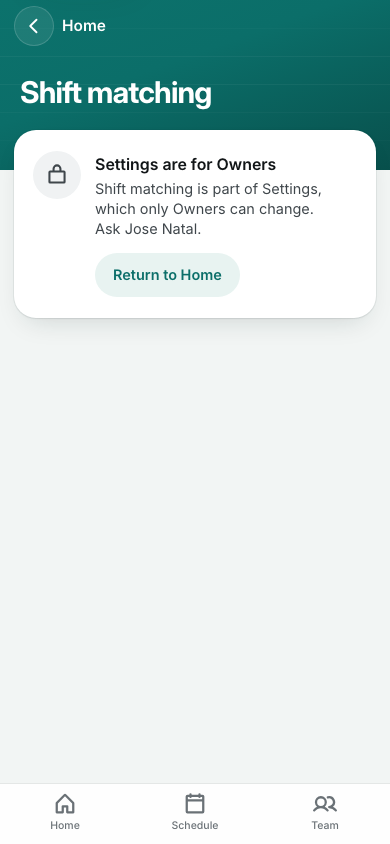 Home
Shift matching
Settings are for Owners
Shift matching is part of Settings,
which only Owners can change.
Ask Jose Natal.
Return to Home
Home
Schedule
Team